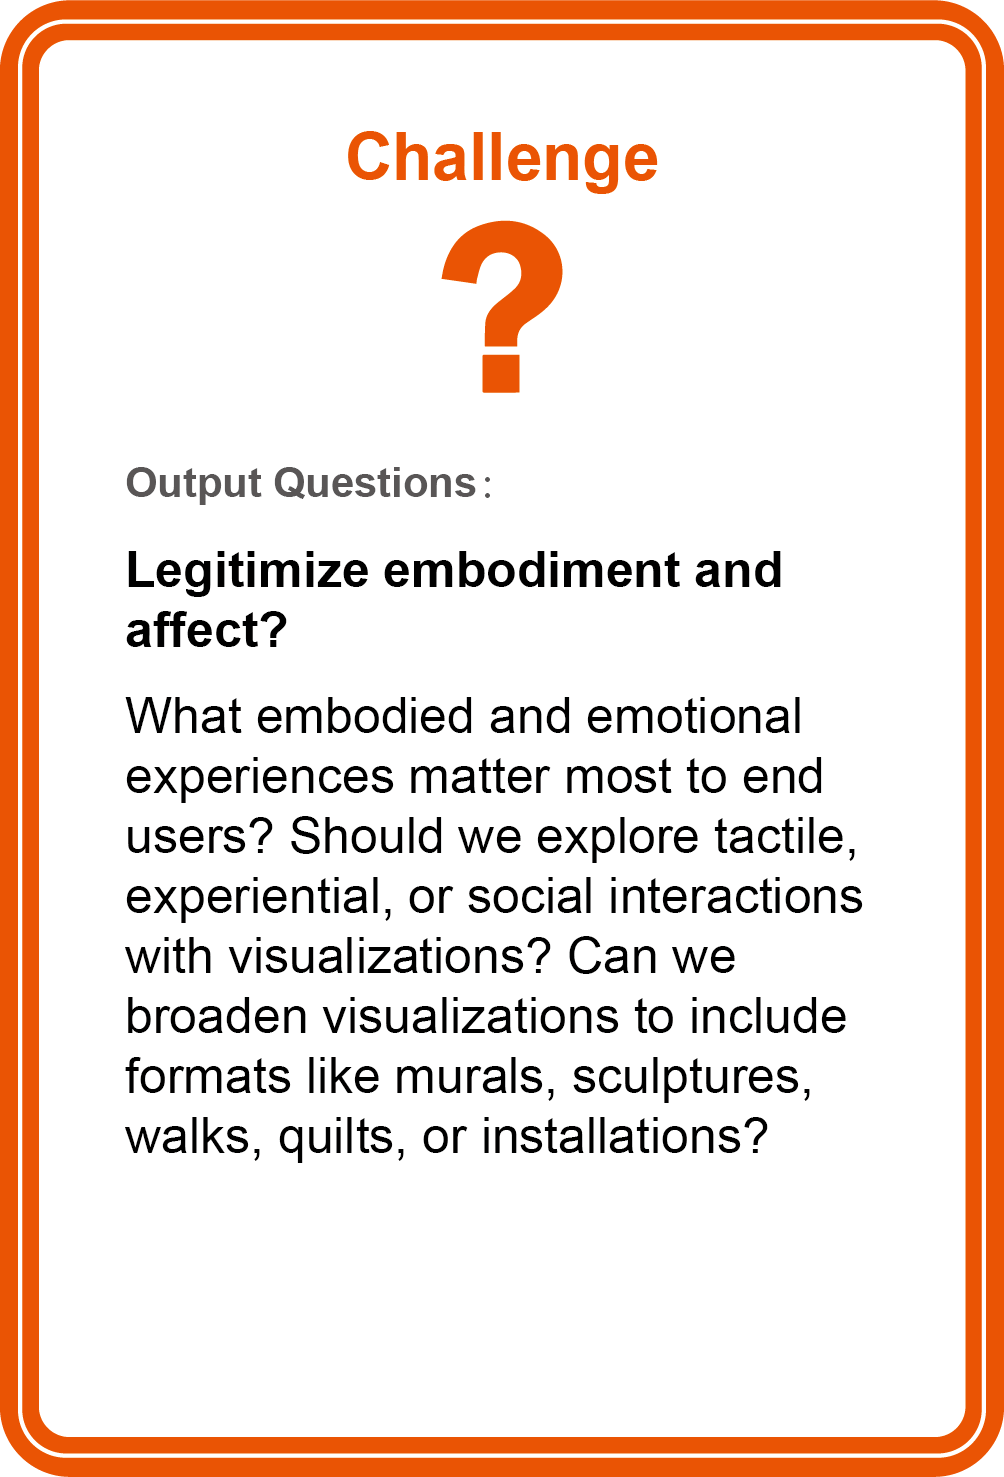 Challenge
?
Output Questions:
Legitimize embodiment and
affect?
What embodied and emotional
experiences matter most to end
users? Should we explore tactile,
experiential, or social interactions
with visualizations? Can we
broaden visualizations to include
formats like murals, sculptures,
walks, quilts, or installations?